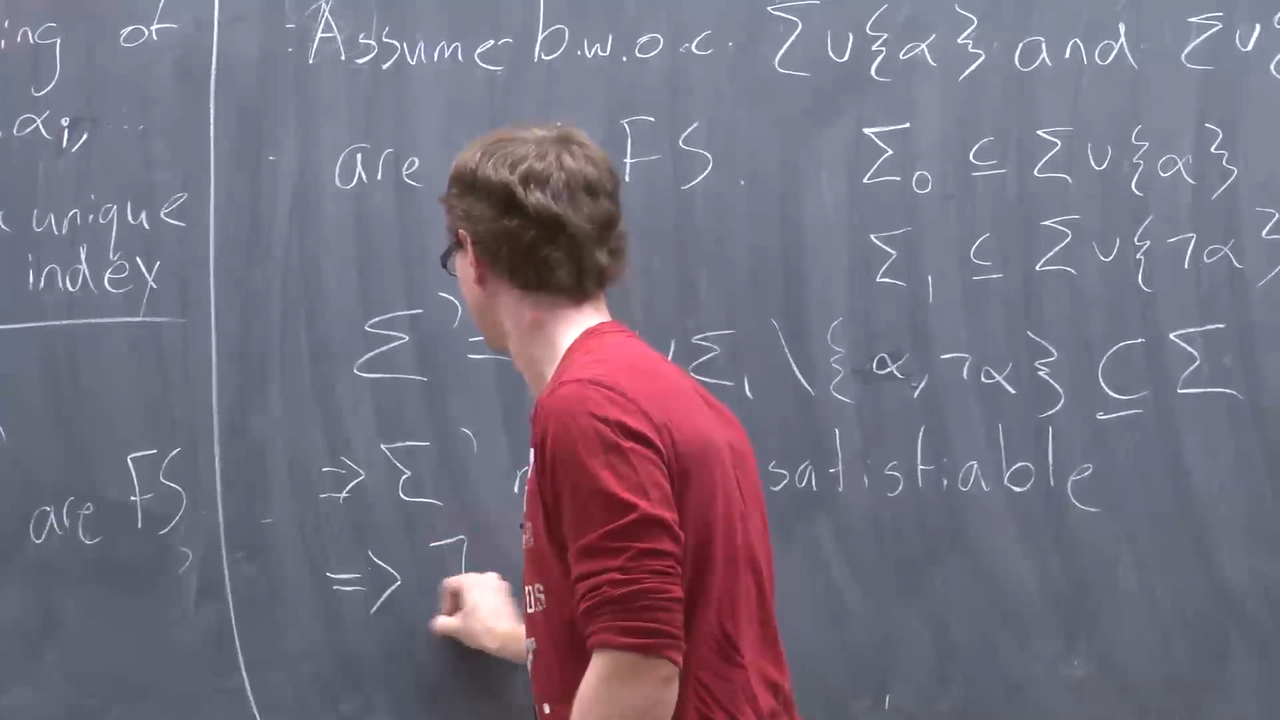 ing of
αᵢ, ...
unique
index
are FS,
Assume b.w.o.c. Σ∪{α} and Σ∪{
are FS.
Σ₀ ⊆ Σ∪{α}
Σ₁ ⊆ Σ∪{¬α}
Σ' = Σ₁\{α,¬α} ⊆ Σ
⇒ Σ' satisfiable
=> ∃